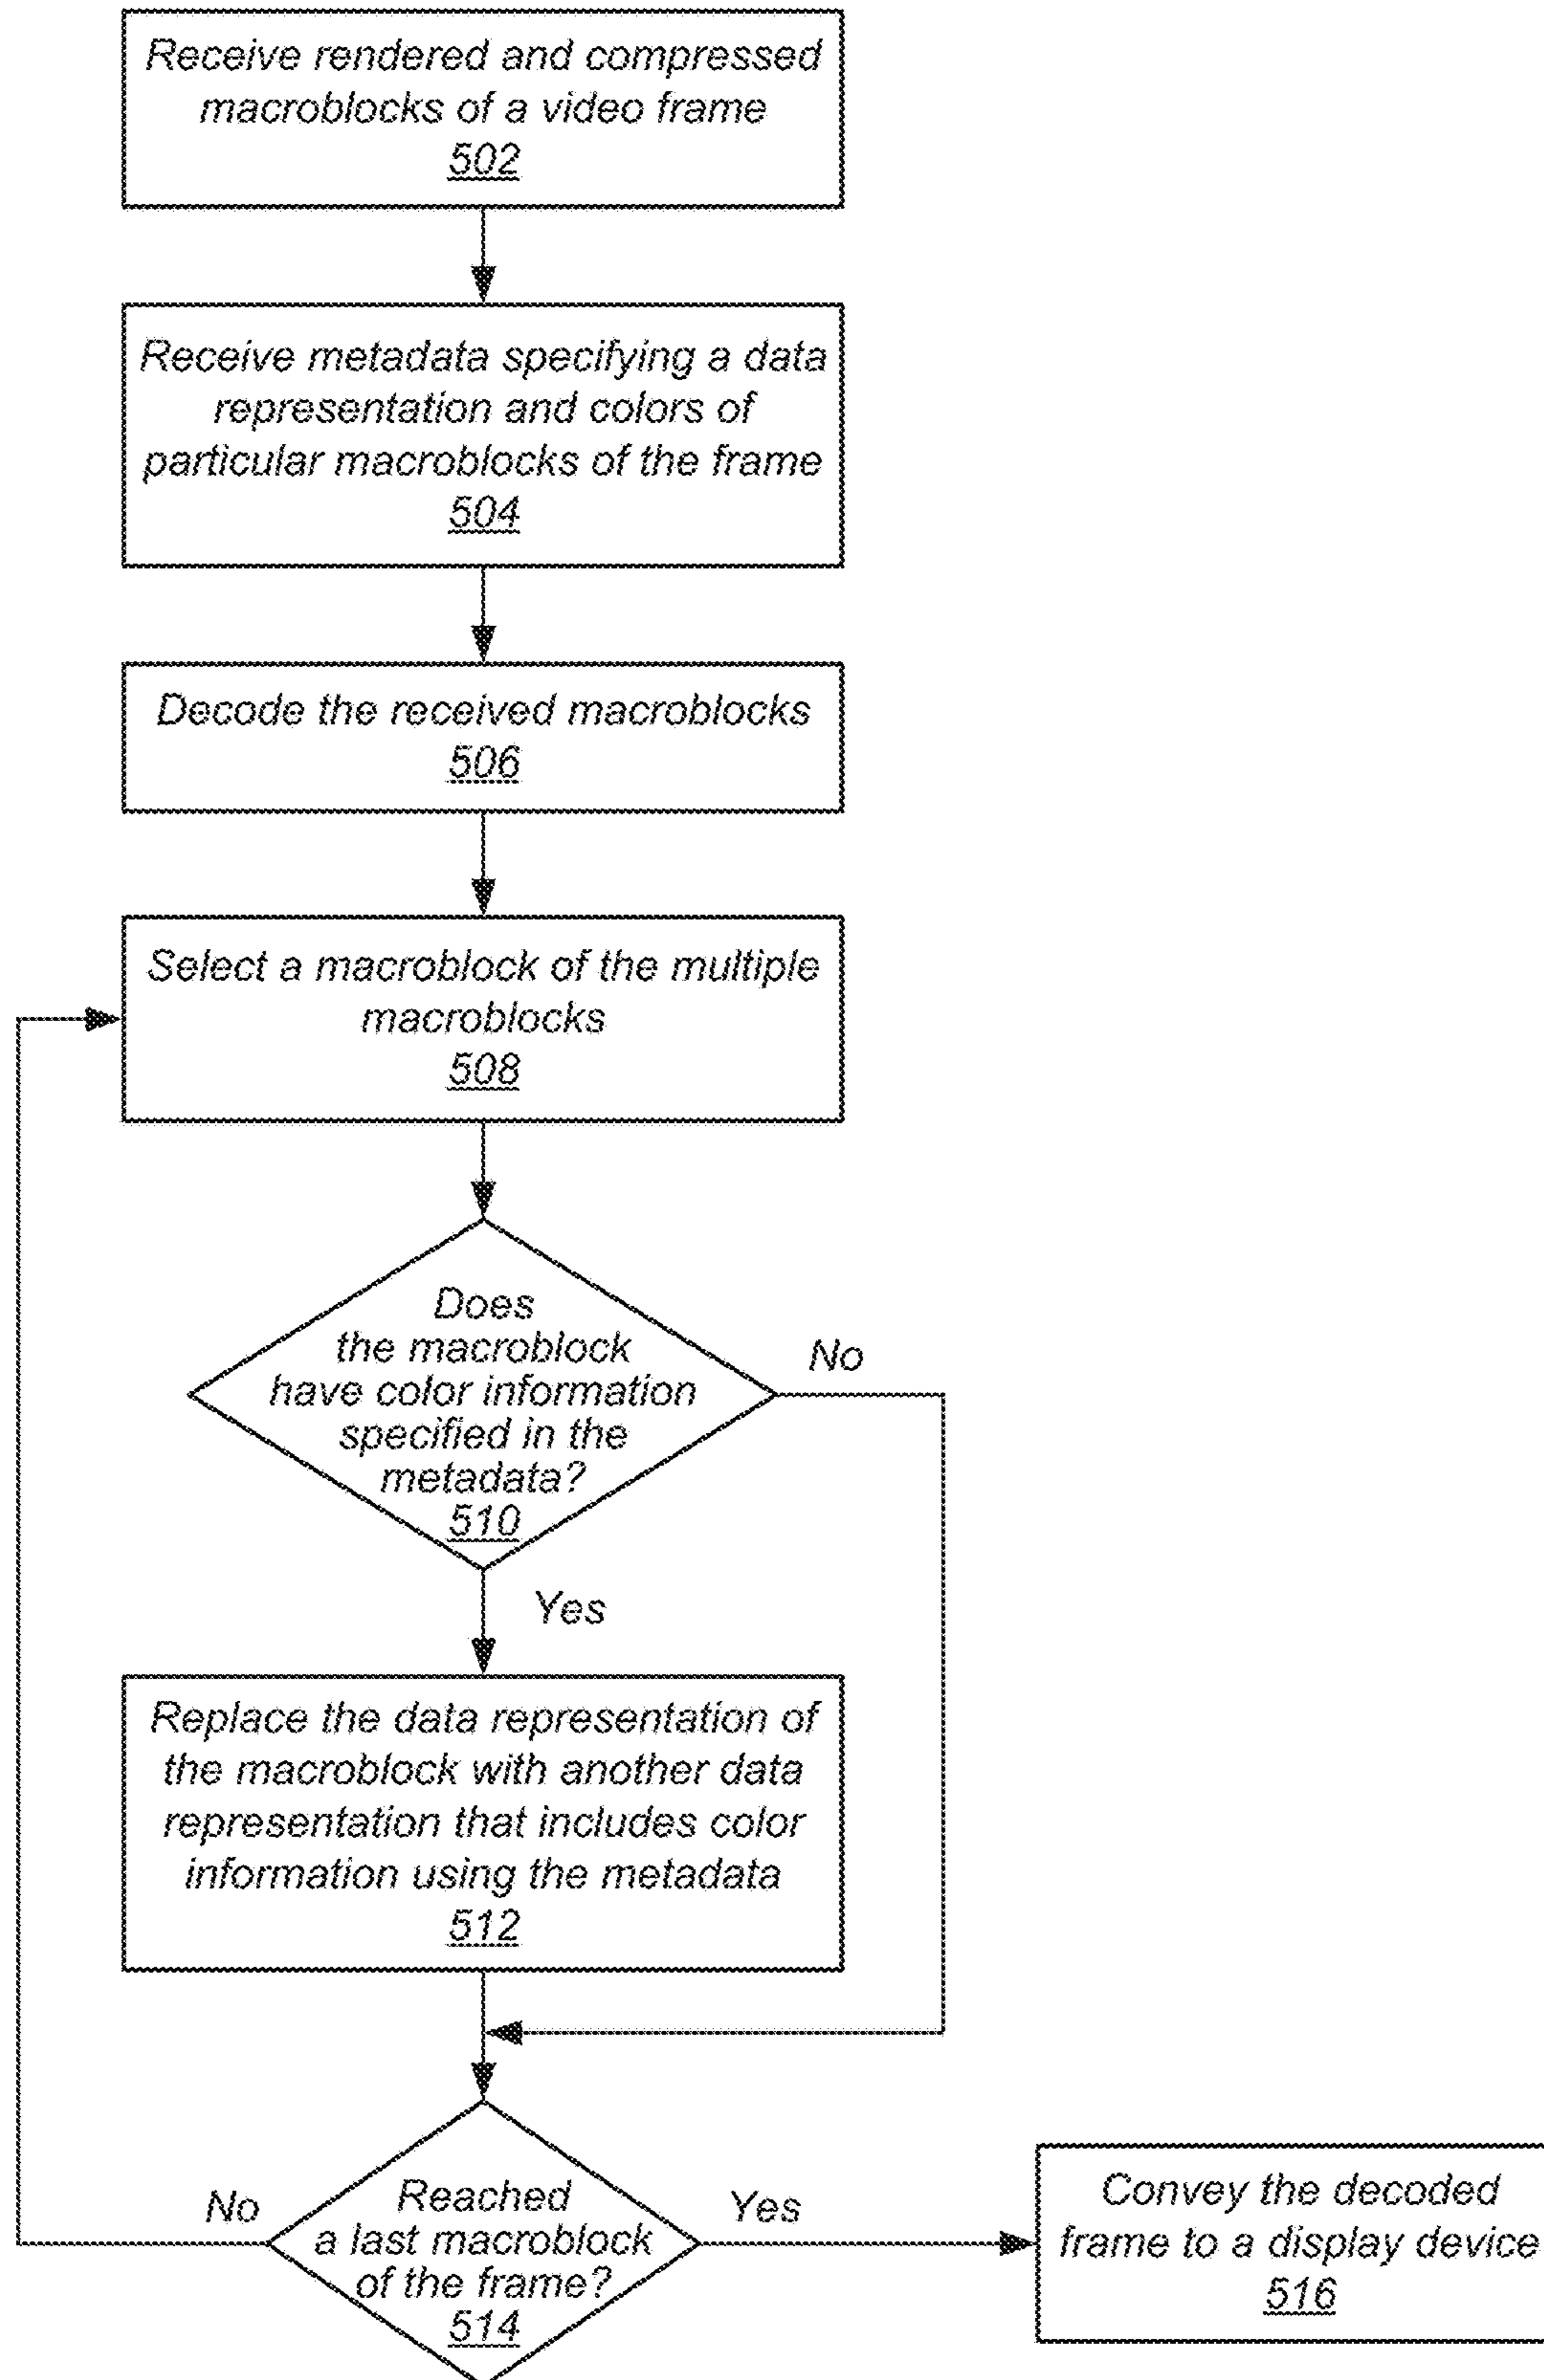 Receive rendered and compressed
macroblocks of a video frame
502
Receive metadata specifying a data
representation and colors of
particular macroblocks of the frame
504
Decode the received macroblocks
506
Select a macroblock of the multiple
macroblocks
508
Does
the macroblock
have color information
specified in the
metadata?
510
No
Yes
Replace the data representation of
the macroblock with another data
representation that includes color
information using the metadata
512
No
Reached
a last macroblock
of the frame?
514
Yes
Convey the decoded
frame to a display device
516